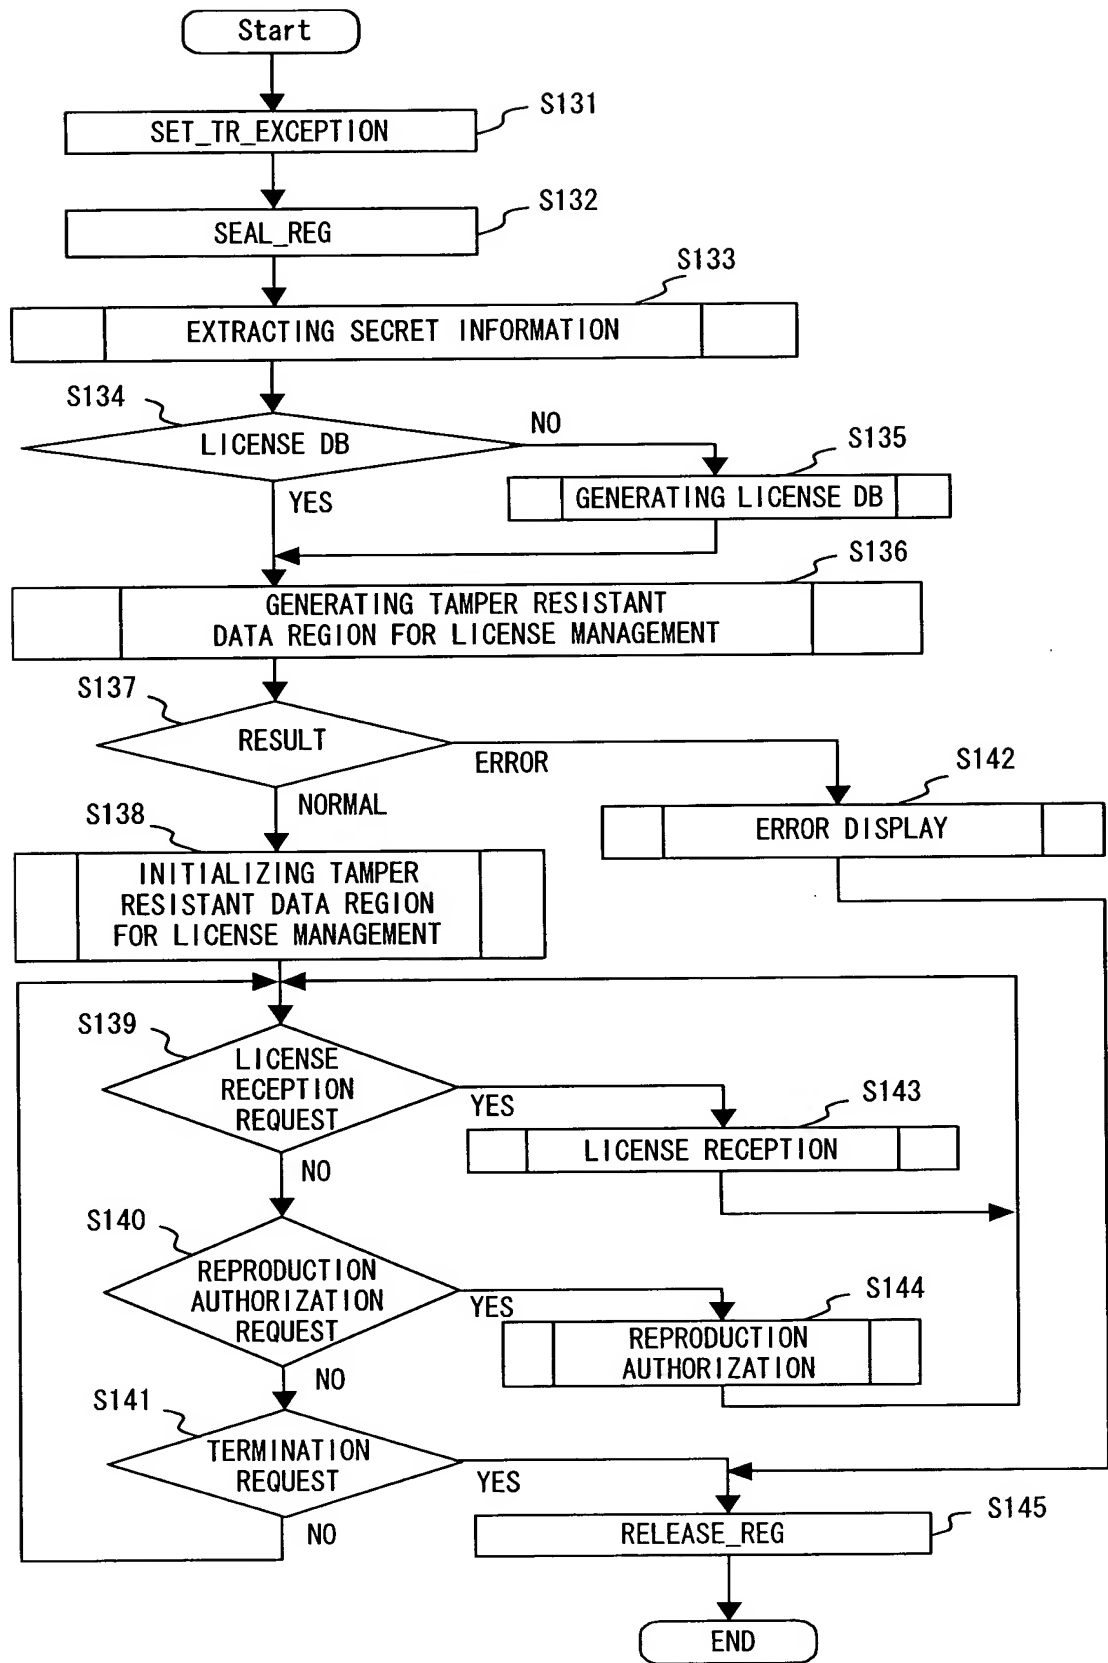 Start
S131
SET_TR_EXCEPTION
S132
SEAL_REG
S133
EXTRACTING SECRET INFORMATION
S134
LICENSE DB
NO
YES
S135
GENERATING LICENSE DB
S136
GENERATING TAMPER RESISTANT
DATA REGION FOR LICENSE MANAGEMENT
S137
RESULT
ERROR
NORMAL
S142
ERROR DISPLAY
S138
INITIALIZING TAMPER
RESISTANT DATA REGION
FOR LICENSE MANAGEMENT
S139
LICENSE
RECEPTION
REQUEST
YES
NO
S143
LICENSE RECEPTION
S140
REPRODUCTION
AUTHORIZATION
REQUEST
YES
NO
S144
REPRODUCTION
AUTHORIZATION
S141
TERMINATION
REQUEST
YES
NO
S145
RELEASE_REG
END